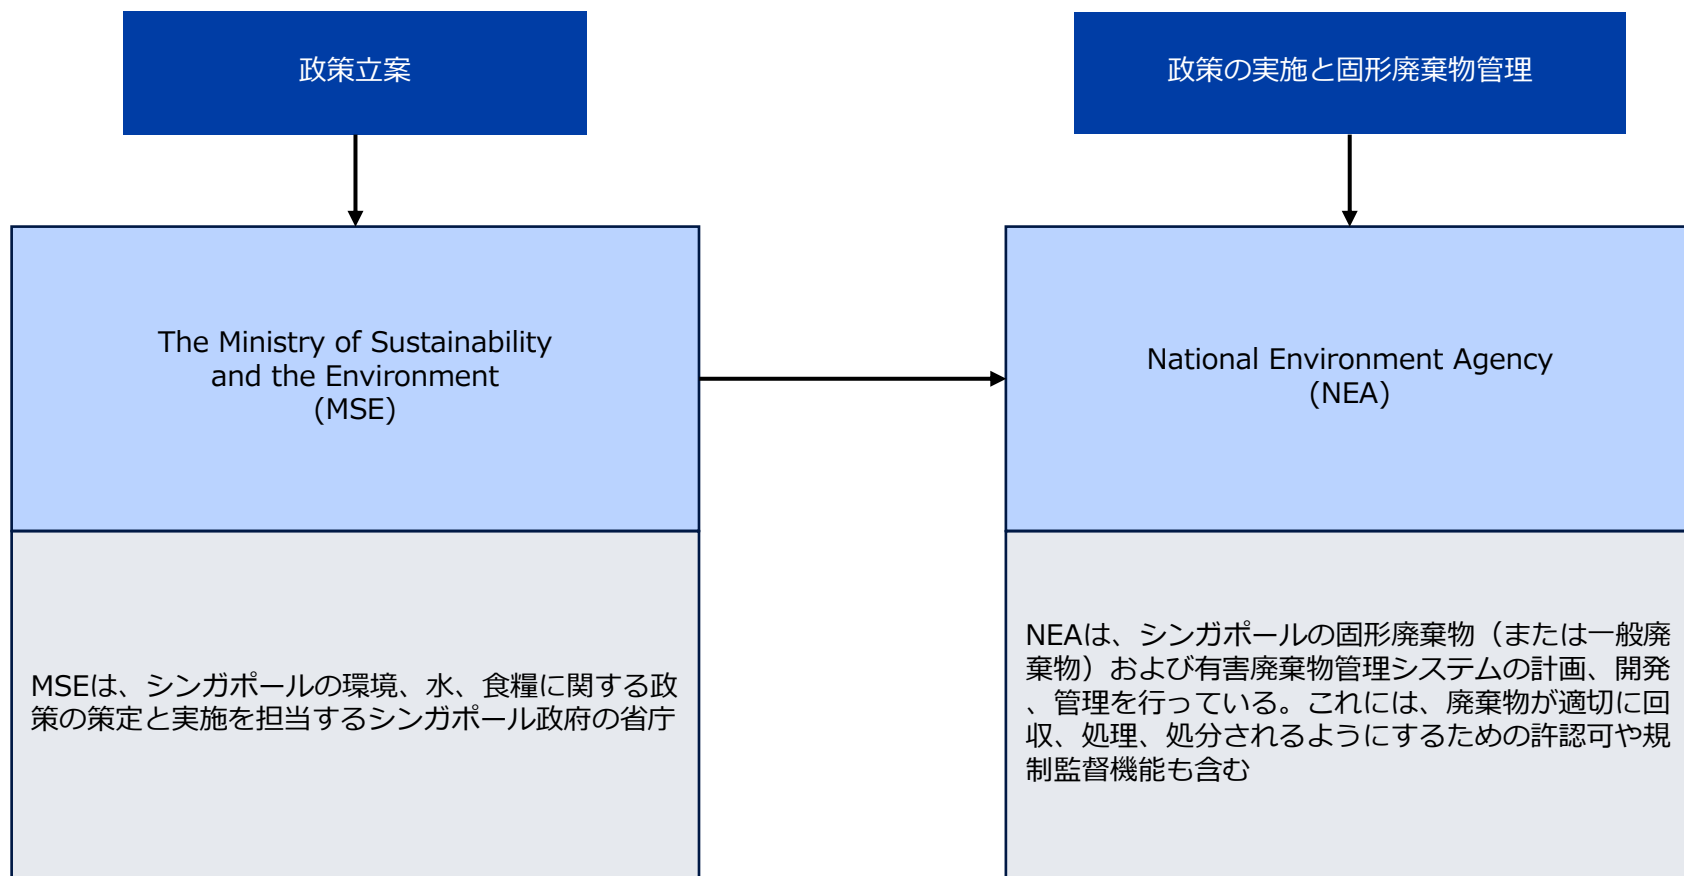 政策立案
政策の実施と固形廃棄物管理
The Ministry of Sustainability
and the Environment
(MSE)
National Environment Agency
(NEA)
MSEは、シンガポールの環境、水、食糧に関する政
策の策定と実施を担当するシンガポール政府の省庁
NEAは、シンガポールの固形廃棄物（または一般廃
棄物）および有害廃棄物管理システムの計画、開発
、管理を行っている。これには、廃棄物が適切に回
収、処理、処分されるようにするための許認可や規
制監督機能も含む